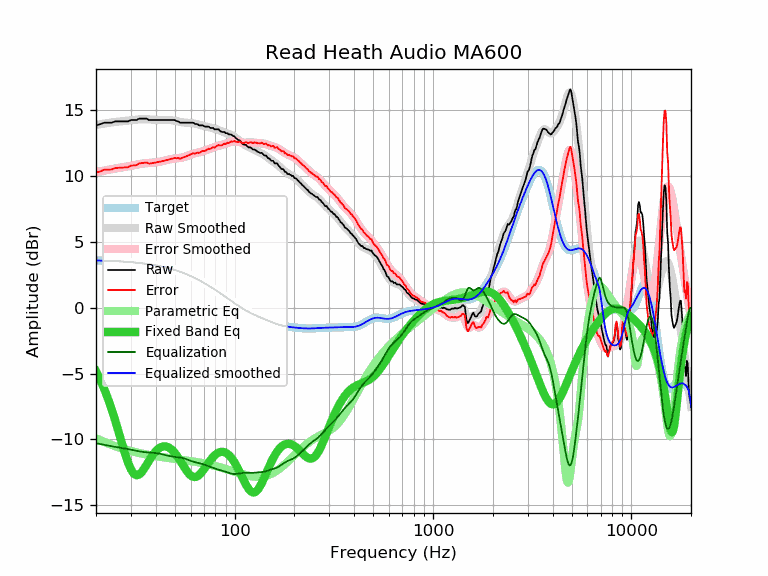 Read Heath Audio MA600
Amplitude (dBr)
15
10
5
0
−5
−10
−15
Target
Raw Smoothed
Error Smoothed
Raw
Error
Parametric Eq
Fixed Band Eq
Equalization
Equalized smoothed
100
1000
10000
Frequency (Hz)